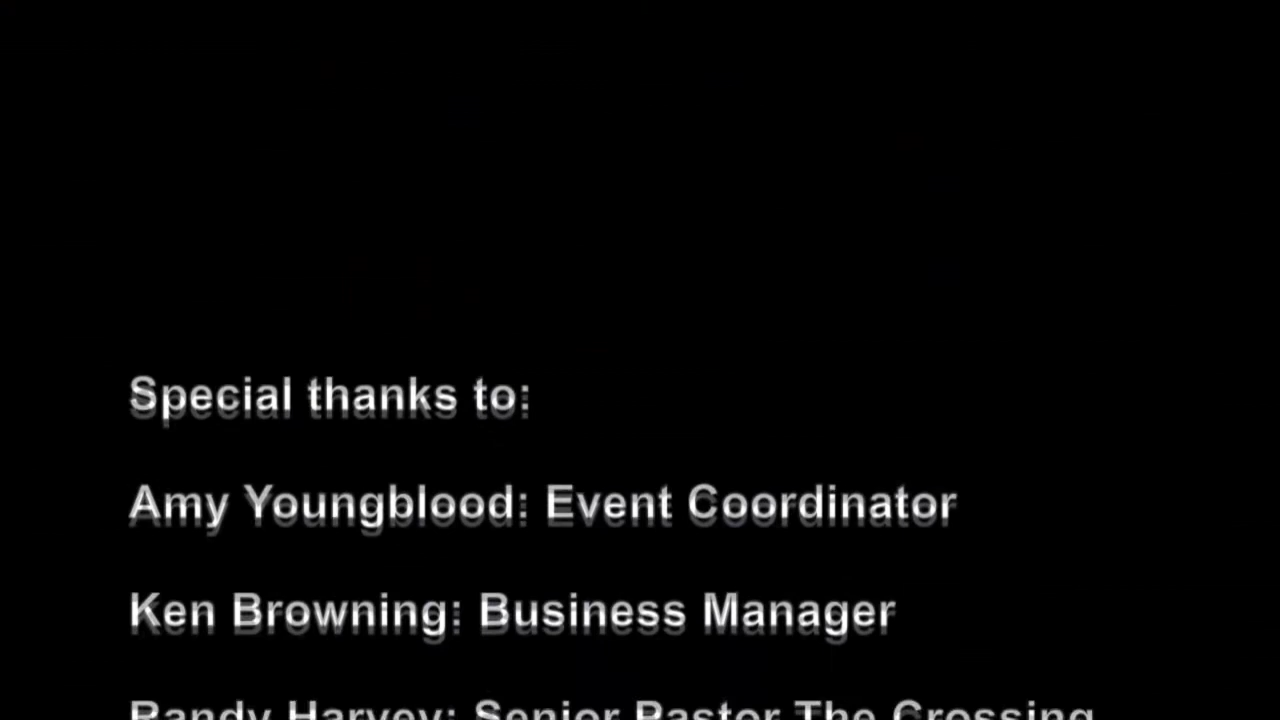 Special thanks to:
Amy Youngblood: Event Coordinator
Ken Browning: Business Manager
Randy Harvey: Senior Pastor The Crossing